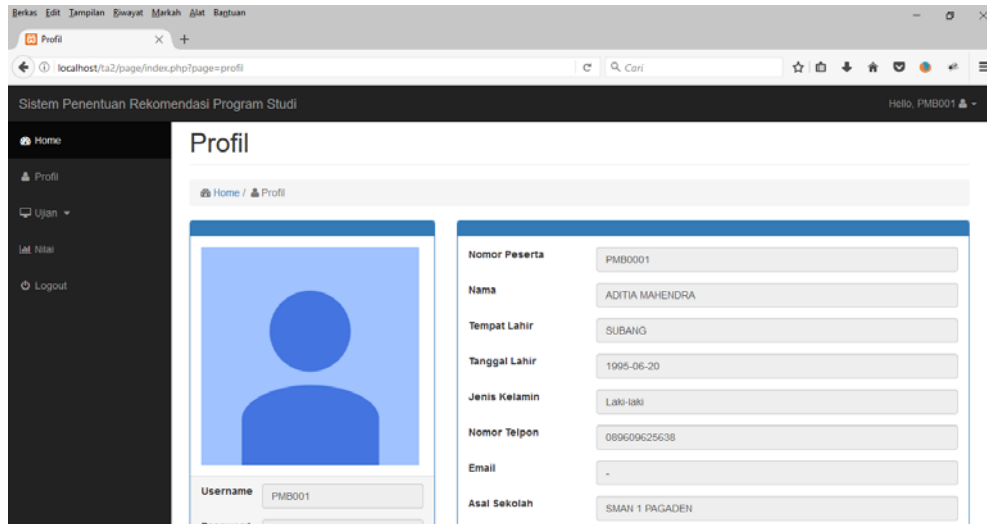 Berkas Edit Tampilan Riwayat Markah Alat Bantuan
Profil
localhost/ta2/page/index.php?page=profil
Cari
Sistem Penentuan Rekomendasi Program Studi
Hello, PMB001
Home
Profil
Ujian
Nilai
Logout
Profil
Home / Profil
Username PMB001
Nomor Peserta PMB0001
Nama ADITIA MAHENDRA
Tempat Lahir SUBANG
Tanggal Lahir 1995-06-20
Jenis Kelamin Laki-laki
Nomor Telpon 089609625638
Email -
Asal Sekolah SMAN 1 PAGADEN